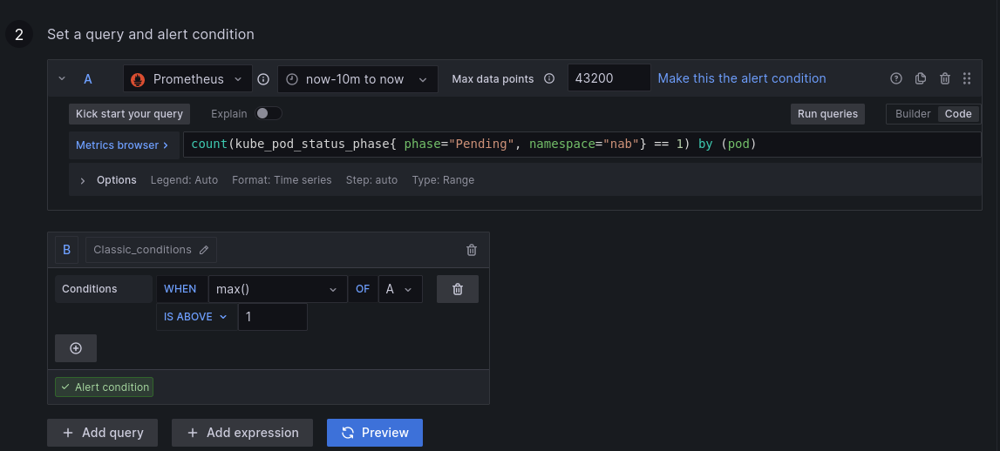 2 Set a query and alert condition
A Prometheus now-10m to now Max data points 43200 Make this the alert condition
Kick start your query Explain Run queries Builder Code
Metrics browser > count(kube_pod_status_phase{ phase="Pending", namespace="nab"} == 1) by (pod)
> Options Legend: Auto Format: Time series Step: auto Type: Range
B Classic_conditions
Conditions WHEN max() OF A
IS ABOVE 1
Alert condition
+ Add query + Add expression Preview